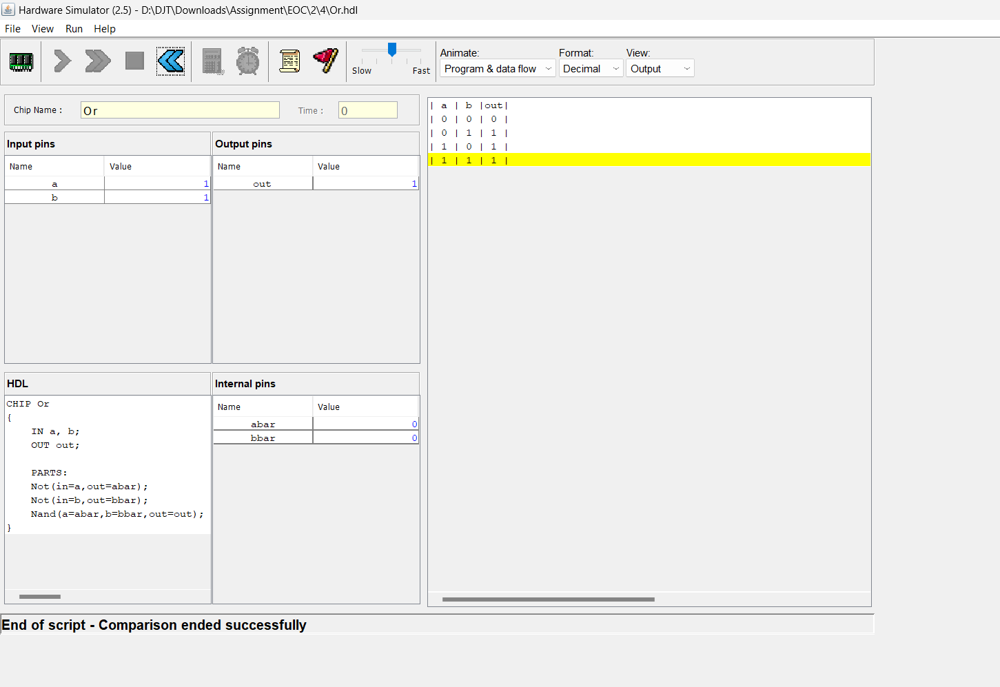 Hardware Simulator (2.5) - D:\DJT\Downloads\Assignment\EOC\2\4\Or.hdl
File View Run Help
Slow Fast
Animate: Format: View:
Program & data flow Decimal Output
Chip Name : Or Time : 0
Input pins
Name Value
a 1
b 1
Output pins
Name Value
out 1
HDL
CHIP Or
{
    IN a, b;
    OUT out;

    PARTS:
    Not(in=a,out=abar);
    Not(in=b,out=bbar);
    Nand(a=abar,b=bbar,out=out);
}
Internal pins
Name Value
abar 0
bbar 0
| a | b |out|
| 0 | 0 | 0 |
| 0 | 1 | 1 |
| 1 | 0 | 1 |
| 1 | 1 | 1 |
End of script - Comparison ended successfully